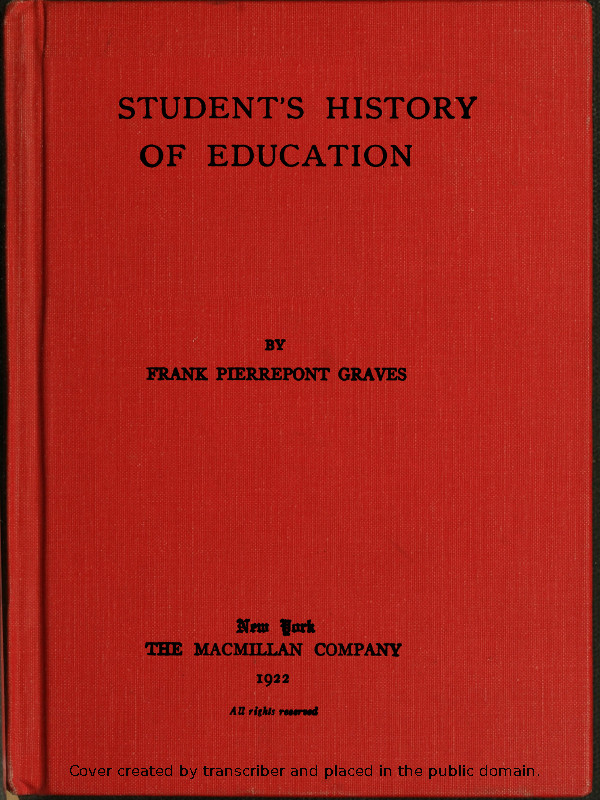 STUDENT'S HISTORY
OF EDUCATION
BY
FRANK PIERREPONT GRAVES
New York
THE MACMILLAN COMPANY
1922
All rights reserved
Cover created by transcriber and placed in the public domain.